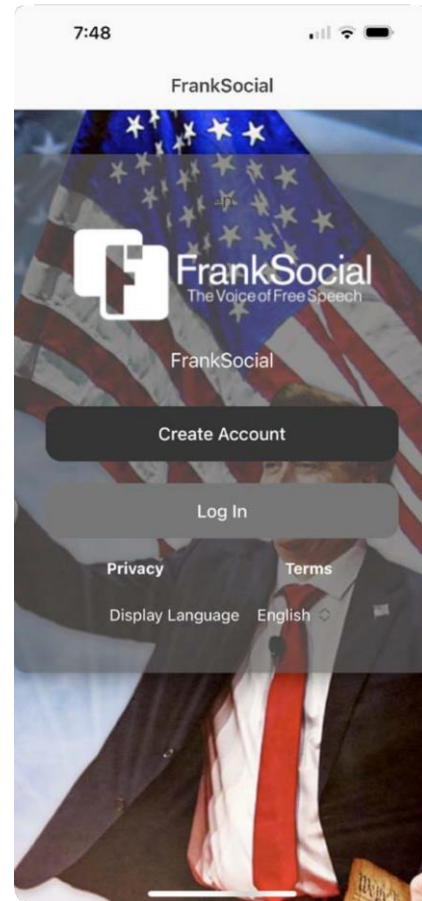 7:48
FrankSocial
FrankSocial
The Voice of Free Speech
FrankSocial
Create Account
Log In
Privacy Terms
Display Language English